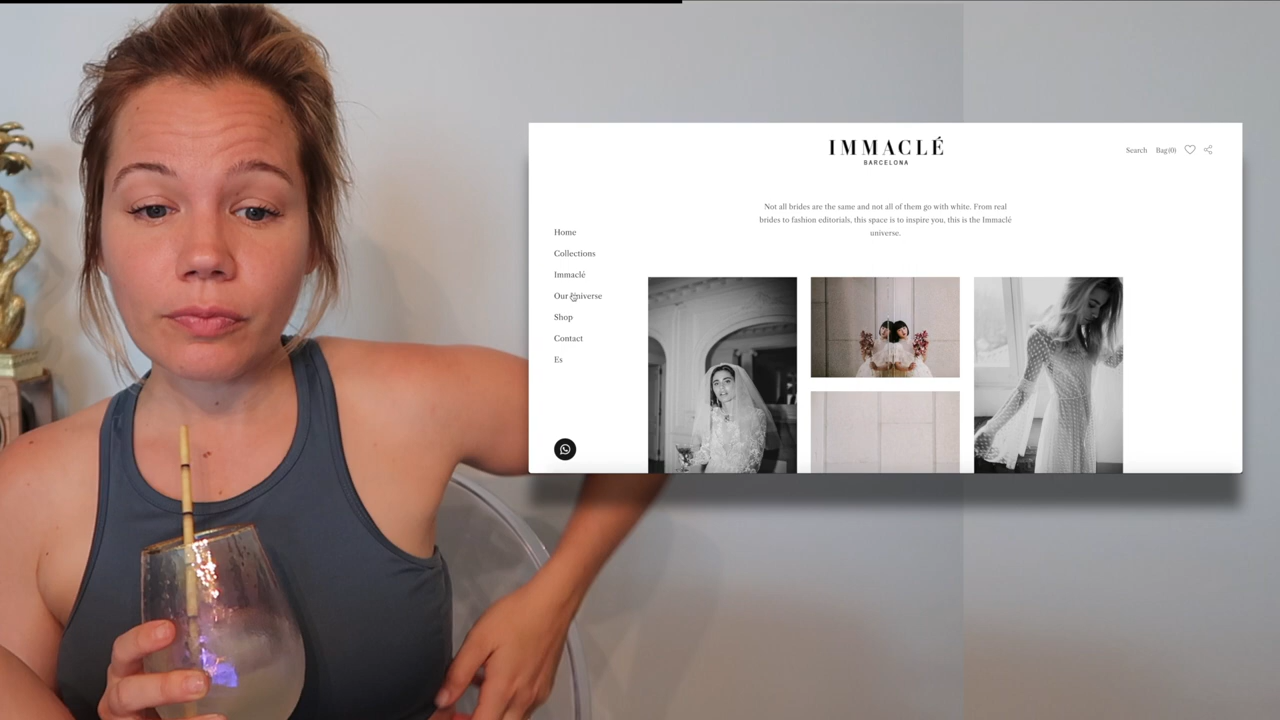 IMMACLÉ
BARCELONA
Search Bag(0)
Not all brides are the same and not all of them go with white. From real
brides to fashion editorials, this space is to inspire you, this is the Immaclé
universe.
Home
Collections
Immaclé
Our Universe
Shop
Contact
Es